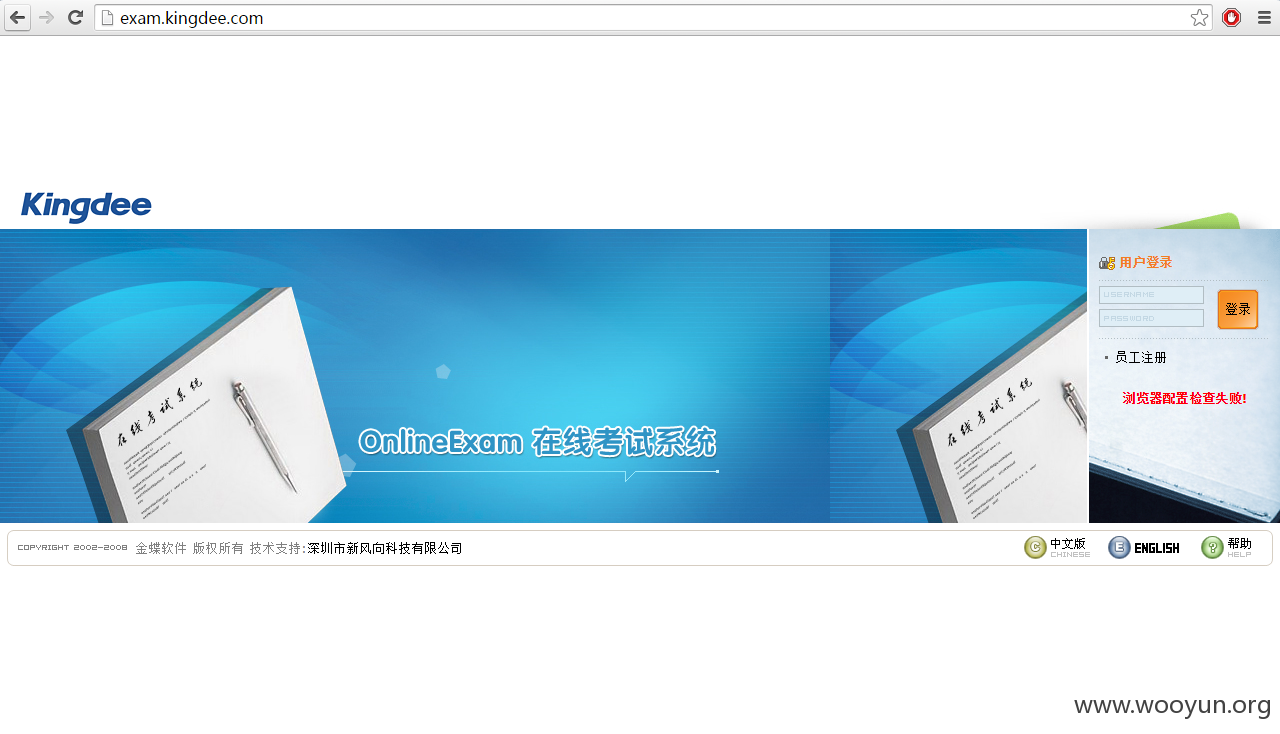 exam.kingdee.com
Kingdee
用户登录
USERNAME
PASSWORD
登录
员工注册
浏览器配置检查失败!
在线考试系统
OnlineExam 在线考试系统
在线考试系统
COPYRIGHT 2002-2008 金蝶软件 版权所有 技术支持:深圳市新风向科技有限公司
C 中文版
CHINESE
E ENGLISH
? 帮助
HELP
www.wooyun.org